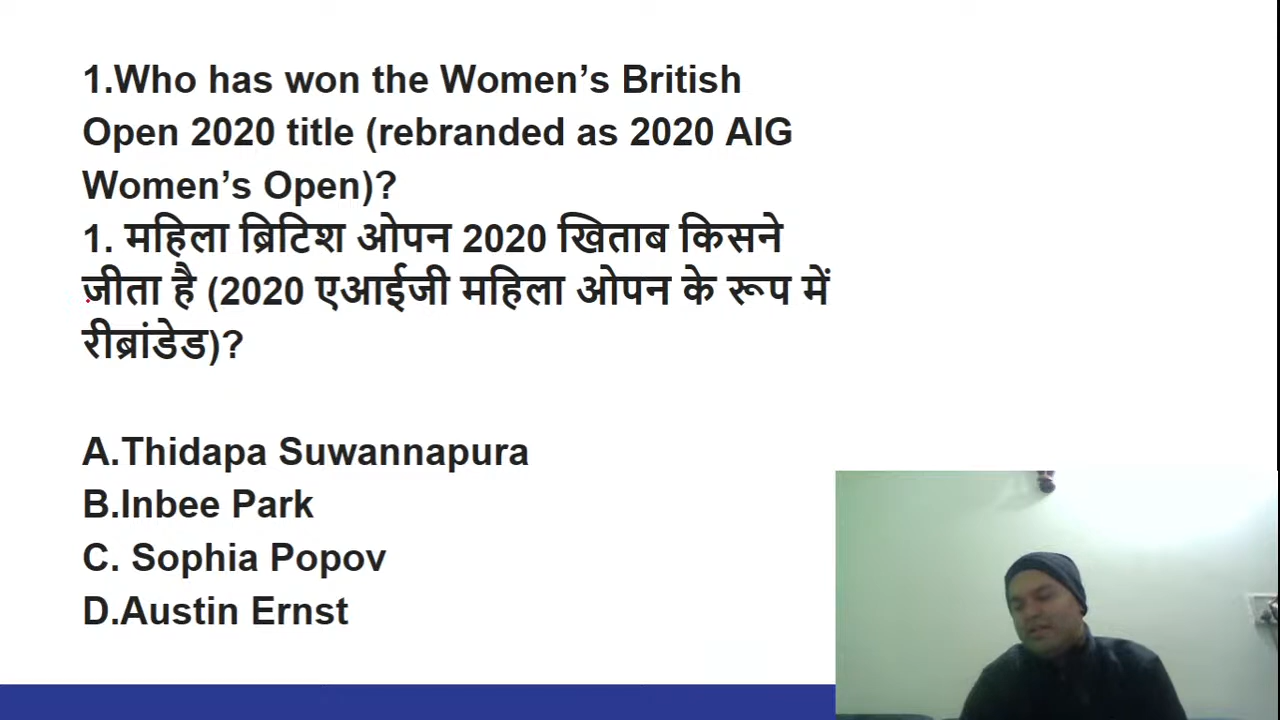 1.Who has won the Women’s British
Open 2020 title (rebranded as 2020 AIG
Women’s Open)?
1. महिला ब्रिटिश ओपन 2020 खिताब किसने
जीता है (2020 एआईजी महिला ओपन के रूप में
रीब्रांडेड)?
A.Thidapa Suwannapura
B.Inbee Park
C. Sophia Popov
D.Austin Ernst